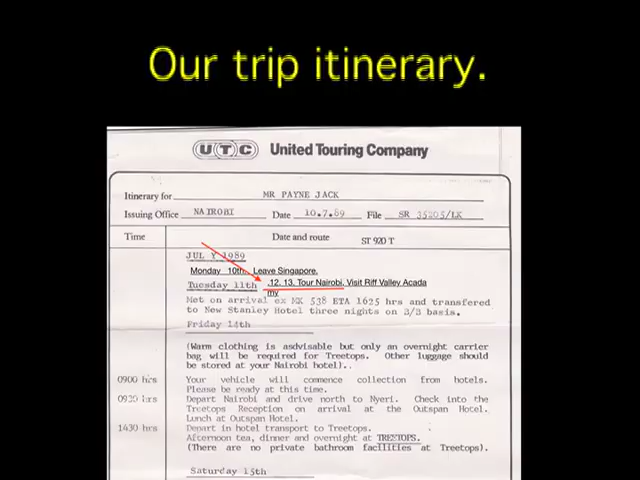 Our trip itinerary.
UTC United Touring Company
Itinerary for MR PAYNE JACK
Issuing Office NAIROBI Date 10.7.89 File SR 35205/LX
Time Date and route ST 920 T
JULY 1989
Monday 10th. Leave Singapore.
Tuesday 11th .12. 13. Tour Nairobi, Visit Riff Valley Acada
my
Met on arrival ex MK 538 ETA 1625 hrs and transfered
to New Stanley Hotel three nights on 3/3 basis.
Friday 14th
(Warm clothing is asdvisable but only an overnight carrier
bag will be required for Treetops. Other luggage should
be stored at your Nairobi hotel)..
0900 hrs Your vehicle will commence collection from hotels.
Please be ready at this time.
0930 hrs Depart Nairobi and drive north to Nyeri. Check into the
Treetops Reception on arrival at the Outspan Hotel.
Lunch at Outspan Hotel.
1430 hrs Depart in hotel transport to Treetops.
Afternoon tea, dinner and overnight at TREETOPS.
(There are no private bathroom facilities at Treetops).
Saturday 15th